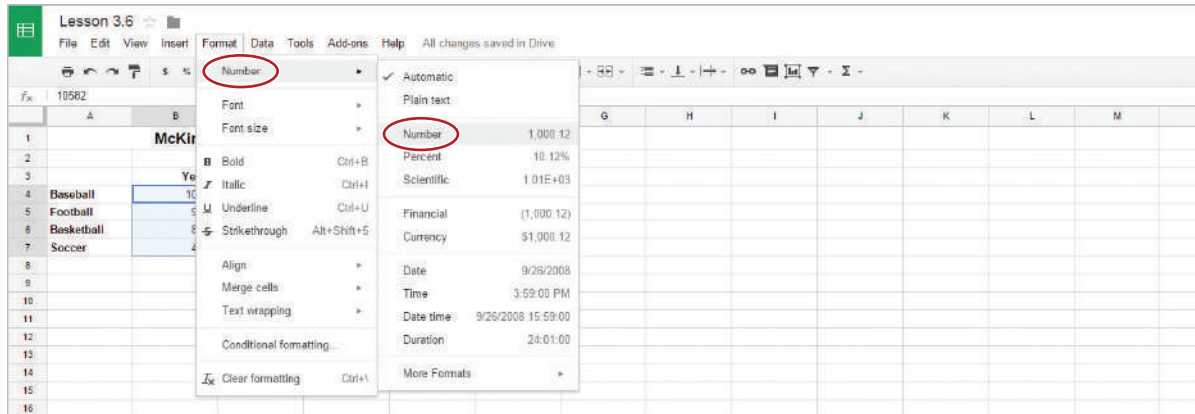 Lesson 3.6
File Edit View Insert Format Data Tools Add-ons Help All changes saved in Drive
$ %
fx 10582
A B G H I J K L M
1 McKi
2
3 Ye
4 Baseball 10
5 Football 9
6 Basketball 8
7 Soccer 4
8
9
10
11
12
13
14
15
16
Number
Font
Font size
B Bold Ctrl+B
I Italic Ctrl+I
U Underline Ctrl+U
S Strikethrough Alt+Shift+5
Align
Merge cells
Text wrapping
Conditional formatting...
Tx Clear formatting Ctrl+\
Automatic
Plain text
Number 1,000.12
Percent 10.12%
Scientific 1.01E+03
Financial (1,000.12)
Currency $1,000.12
Date 9/26/2008
Time 3:59:00 PM
Date time 9/26/2008 15:59:00
Duration 24:01:00
More Formats